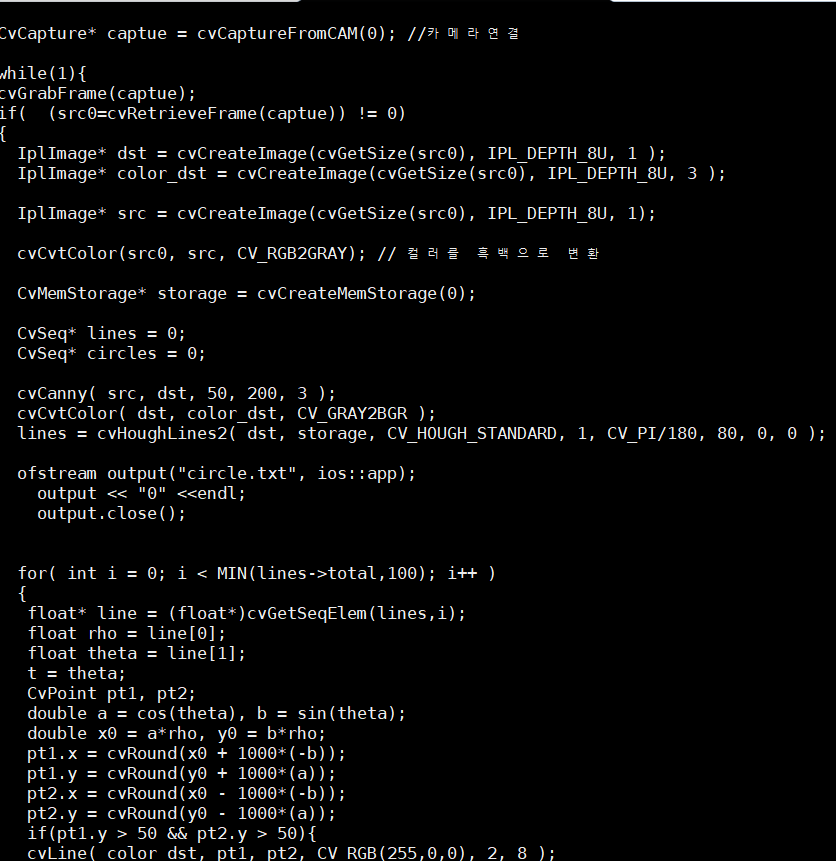 CvCapture* captue = cvCaptureFromCAM(0); //카메라연결
while(1){
cvGrabFrame(captue);
if(  (src0=cvRetrieveFrame(captue)) != 0)
{
IplImage* dst = cvCreateImage(cvGetSize(src0), IPL_DEPTH_8U, 1 );
IplImage* color_dst = cvCreateImage(cvGetSize(src0), IPL_DEPTH_8U, 3 );
IplImage* src = cvCreateImage(cvGetSize(src0), IPL_DEPTH_8U, 1);
cvCvtColor(src0, src, CV_RGB2GRAY); // 컬러를 흑백으로 변환
CvMemStorage* storage = cvCreateMemStorage(0);
CvSeq* lines = 0;
CvSeq* circles = 0;
cvCanny( src, dst, 50, 200, 3 );
cvCvtColor( dst, color_dst, CV_GRAY2BGR );
lines = cvHoughLines2( dst, storage, CV_HOUGH_STANDARD, 1, CV_PI/180, 80, 0, 0 );
ofstream output("circle.txt", ios::app);
output << "0" <<endl;
output.close();
for( int i = 0; i < MIN(lines->total,100); i++ )
{
float* line = (float*)cvGetSeqElem(lines,i);
float rho = line[0];
float theta = line[1];
t = theta;
CvPoint pt1, pt2;
double a = cos(theta), b = sin(theta);
double x0 = a*rho, y0 = b*rho;
pt1.x = cvRound(x0 + 1000*(-b));
pt1.y = cvRound(y0 + 1000*(a));
pt2.x = cvRound(x0 - 1000*(-b));
pt2.y = cvRound(y0 - 1000*(a));
if(pt1.y > 50 && pt2.y > 50){
cvLine( color_dst, pt1, pt2, CV_RGB(255,0,0), 2, 8 );